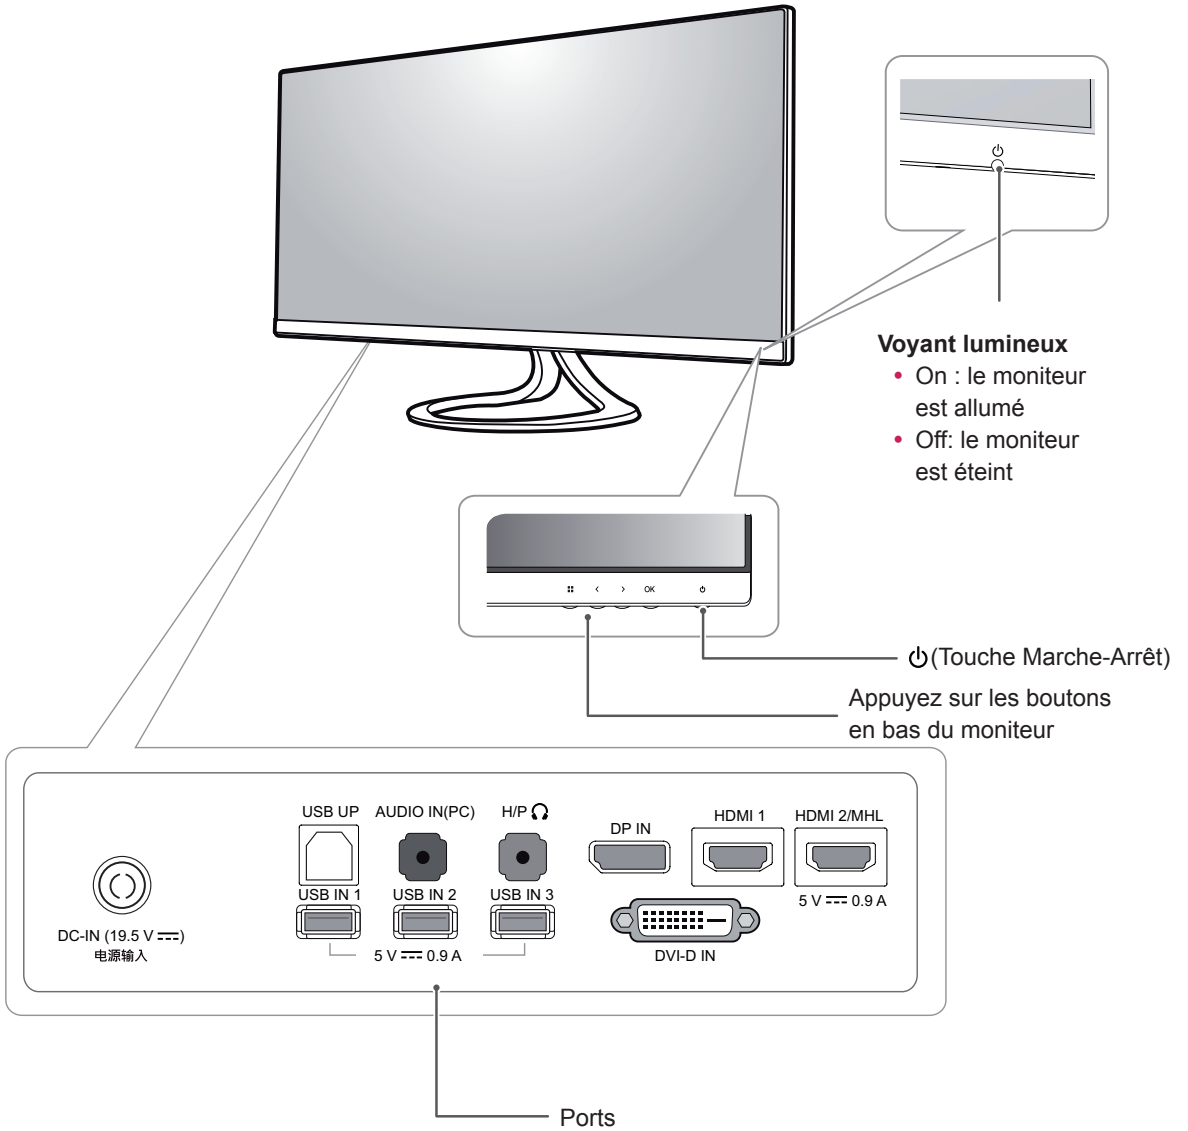 Voyant lumineux
• On : le moniteur
est allumé
• Off: le moniteur
est éteint
OK
(Touche Marche-Arrêt)
Appuyez sur les boutons
en bas du moniteur
USB UP
AUDIO IN(PC)
H/P
DP IN
HDMI 1
HDMI 2/MHL
USB IN 1
USB IN 2
USB IN 3
5 V ⎓ 0.9 A
DC-IN (19.5 V ⎓)
电源输入
5 V ⎓ 0.9 A
DVI-D IN
Ports